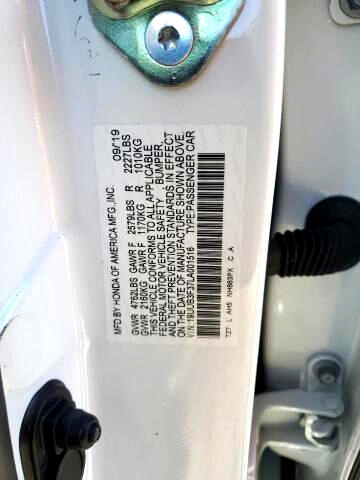 MFD BY HONDA OF AMERICA MFG.,INC. 09/19
GVWR 4762LBS GAWR F 2579LBS R 2227LBS
GVWR 2160KG GAWR F 1170KG R 1010KG
THIS VEHICLE CONFORMS TO ALL APPLICABLE
FEDERAL MOTOR VEHICLE SAFETY, BUMPER,
AND THEFT PREVENTION STANDARDS IN EFFECT
ON THE DATE OF MANUFACTURE SHOWN ABOVE.
V.I.N. 19UUB3F37LA001516 TYPE:PASSENGER CAR
TZ7 L AH5 NH883PX C A